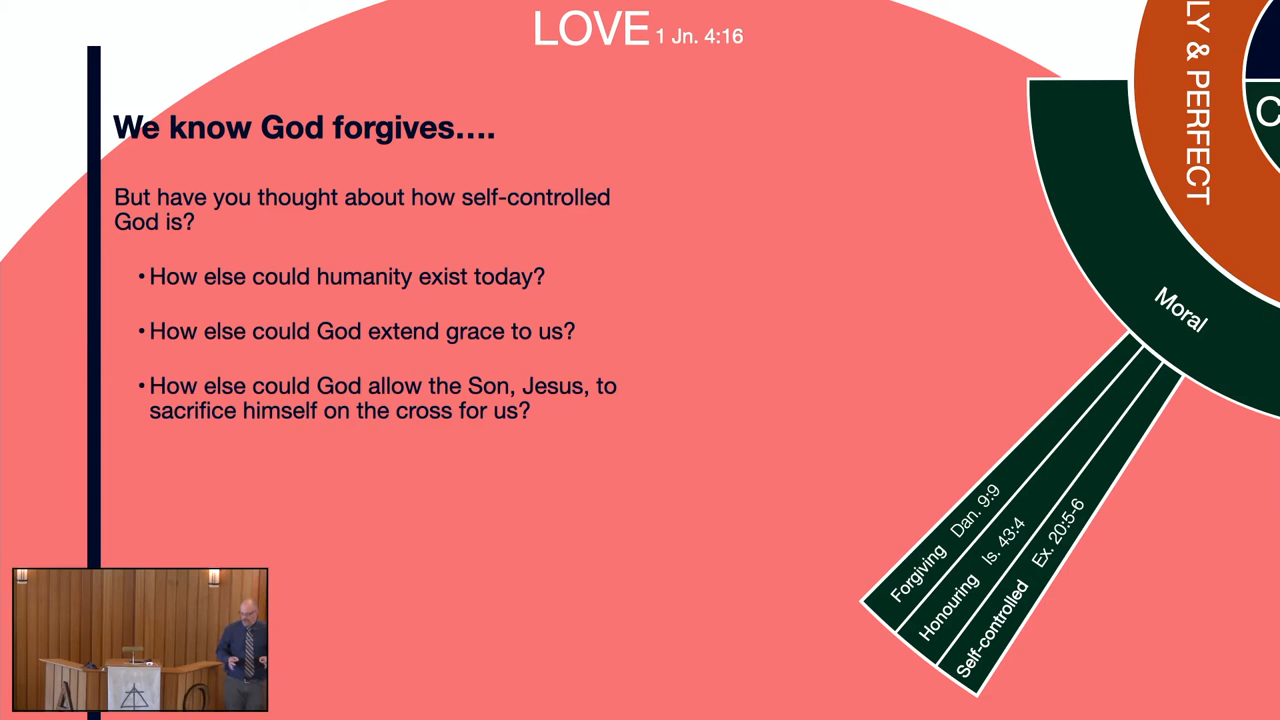 LOVE 1 Jn. 4:16
We know God forgives....
But have you thought about how self-controlled
God is?
• How else could humanity exist today?
• How else could God extend grace to us?
• How else could God allow the Son, Jesus, to
sacrifice himself on the cross for us?
LY & PERFECT
C
Moral
Forgiving Dan. 9:9
Honouring Is. 43:4
Self-controlled Ex. 20:5-6
A
O